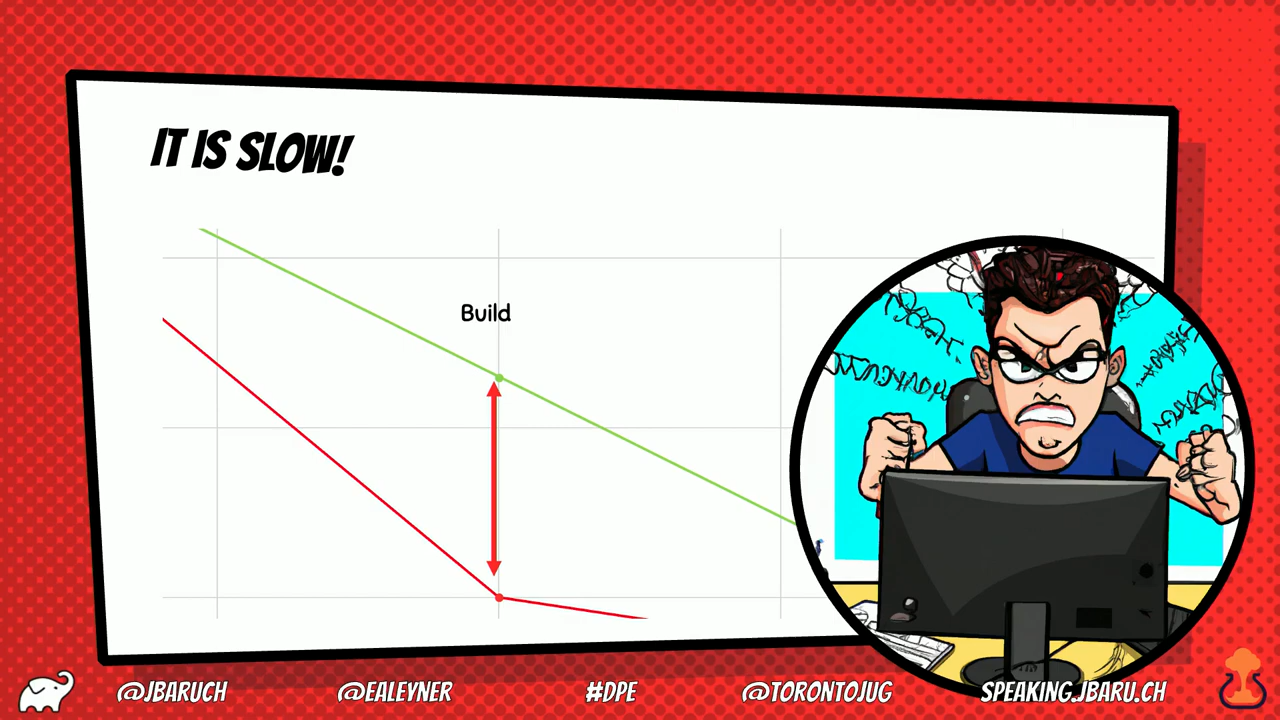 IT IS SLOW!
Build
@JBARUCH
@EALEYNER
#DPE
@TORONTOJUG
SPEAKING.JBARU.CH